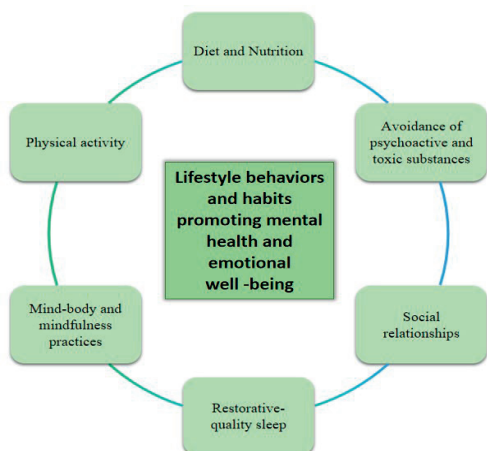 Diet and Nutrition
Avoidance of
psychoactive and
toxic substances
Social
relationships
Restorative-
quality sleep
Mind-body and
mindfulness
practices
Physical activity
Lifestyle behaviors
and habits
promoting mental
health and
emotional
well -being